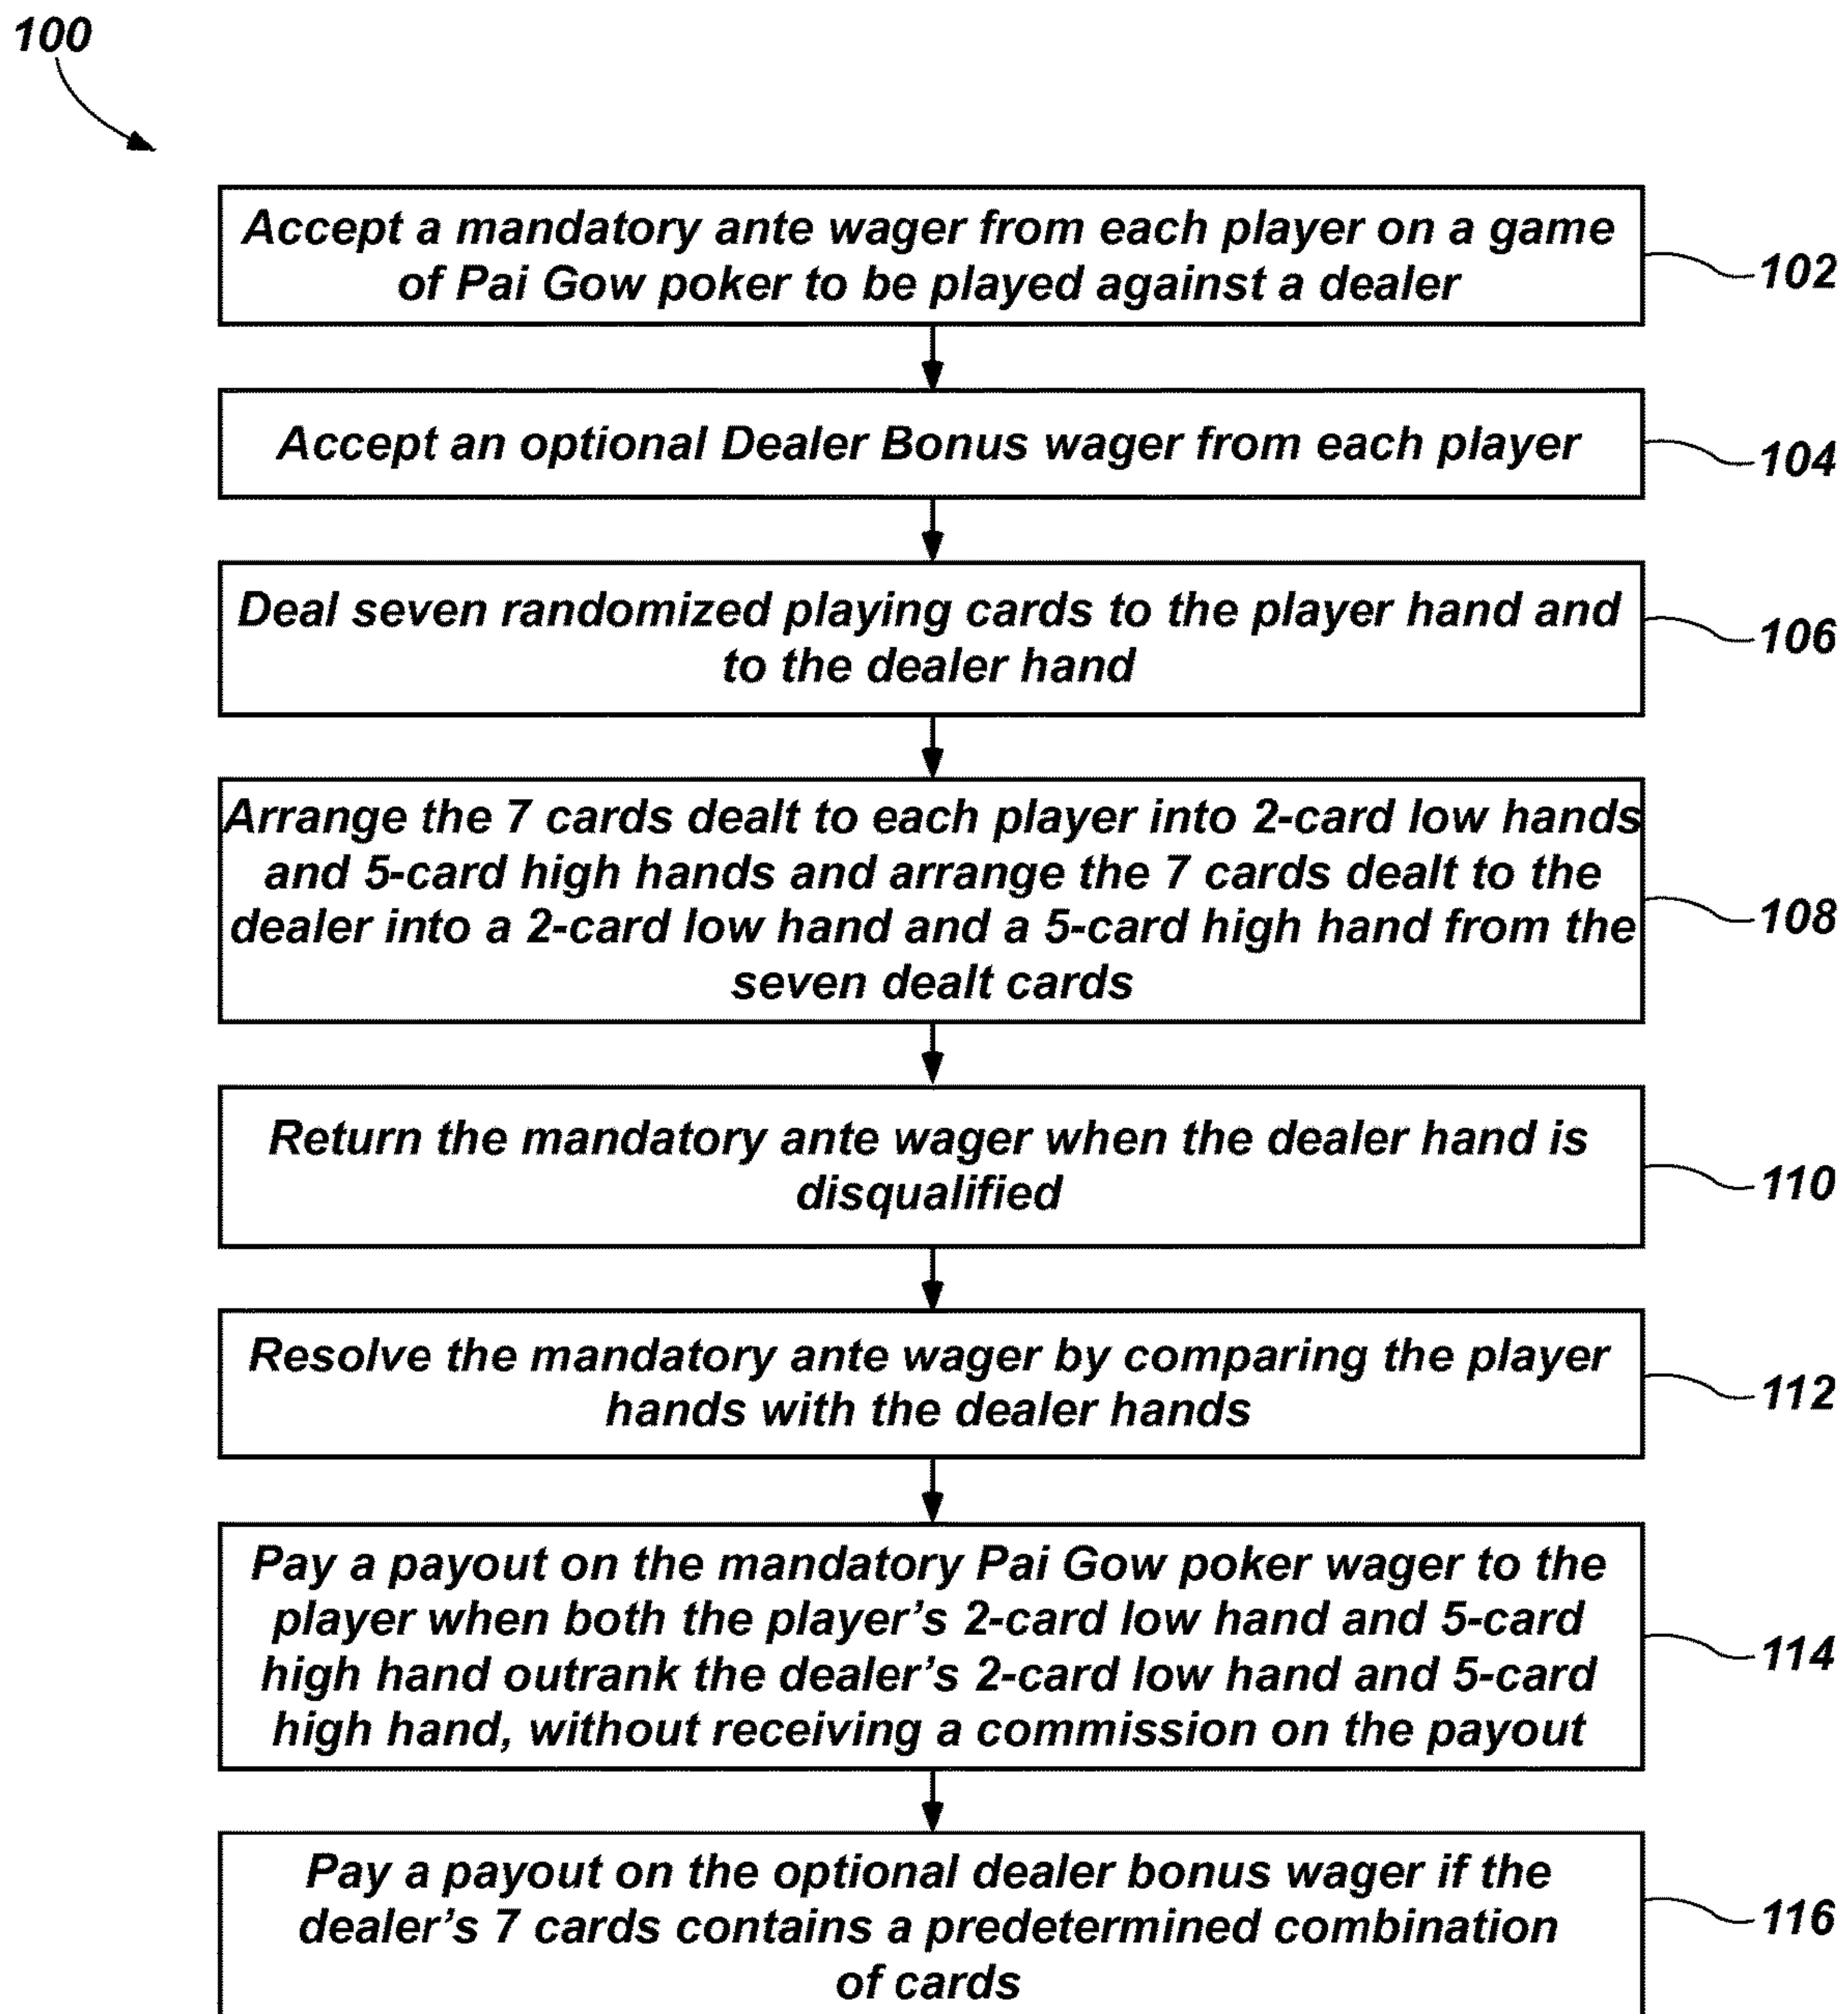 100
Accept a mandatory ante wager from each player on a game
of Pai Gow poker to be played against a dealer
102
Accept an optional Dealer Bonus wager from each player
104
Deal seven randomized playing cards to the player hand and
to the dealer hand
106
Arrange the 7 cards dealt to each player into 2-card low hands
and 5-card high hands and arrange the 7 cards dealt to the
dealer into a 2-card low hand and a 5-card high hand from the
seven dealt cards
108
Return the mandatory ante wager when the dealer hand is
disqualified
110
Resolve the mandatory ante wager by comparing the player
hands with the dealer hands
112
Pay a payout on the mandatory Pai Gow poker wager to the
player when both the player's 2-card low hand and 5-card
high hand outrank the dealer's 2-card low hand and 5-card
high hand, without receiving a commission on the payout
114
Pay a payout on the optional dealer bonus wager if the
dealer's 7 cards contains a predetermined combination
of cards
116